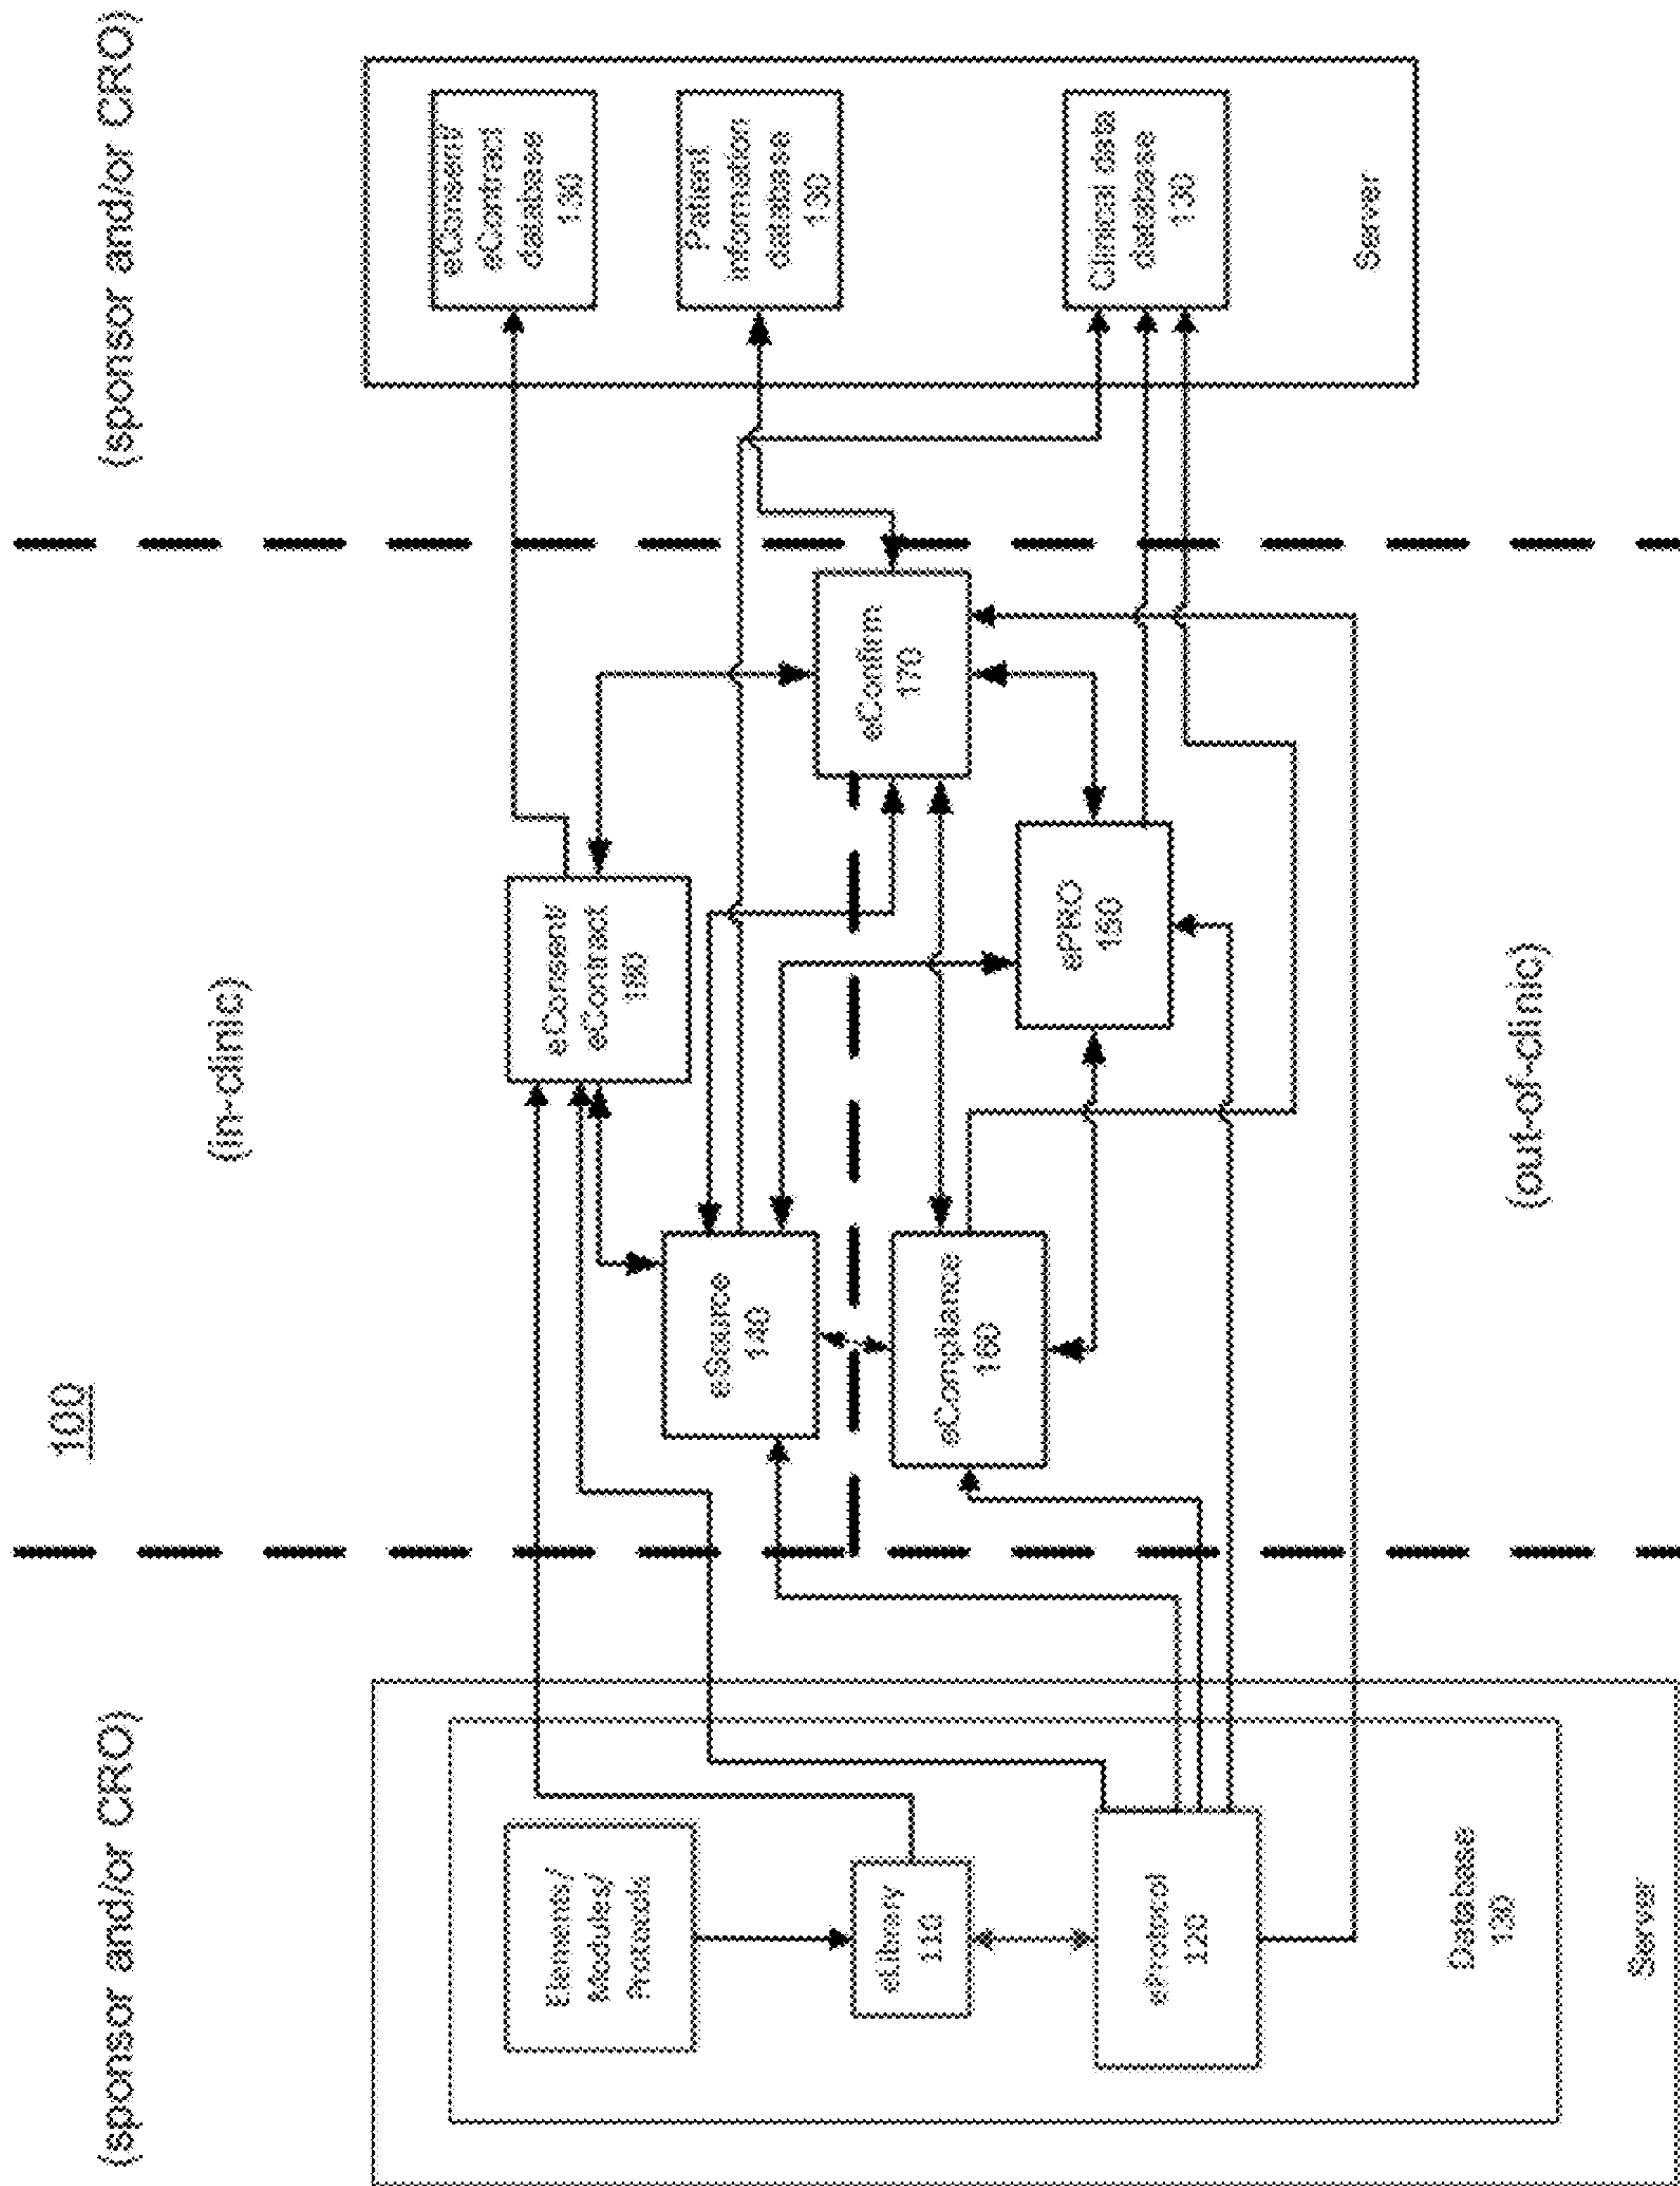 100
(sponsor and/or CRO)
(in-clinic)
(sponsor and/or CRO)
Elements/
Modules/
Protocols
eLibrary
110
eProtocol
120
Database
130
Server
eConsent/
eContract
eSource
140
eCompliance
160
ePRO
150
eConfirm
170
(out-of-clinic)
eConsent/
eContract
database
130
Patient
information
database
130
Clinical data
database
130
Server